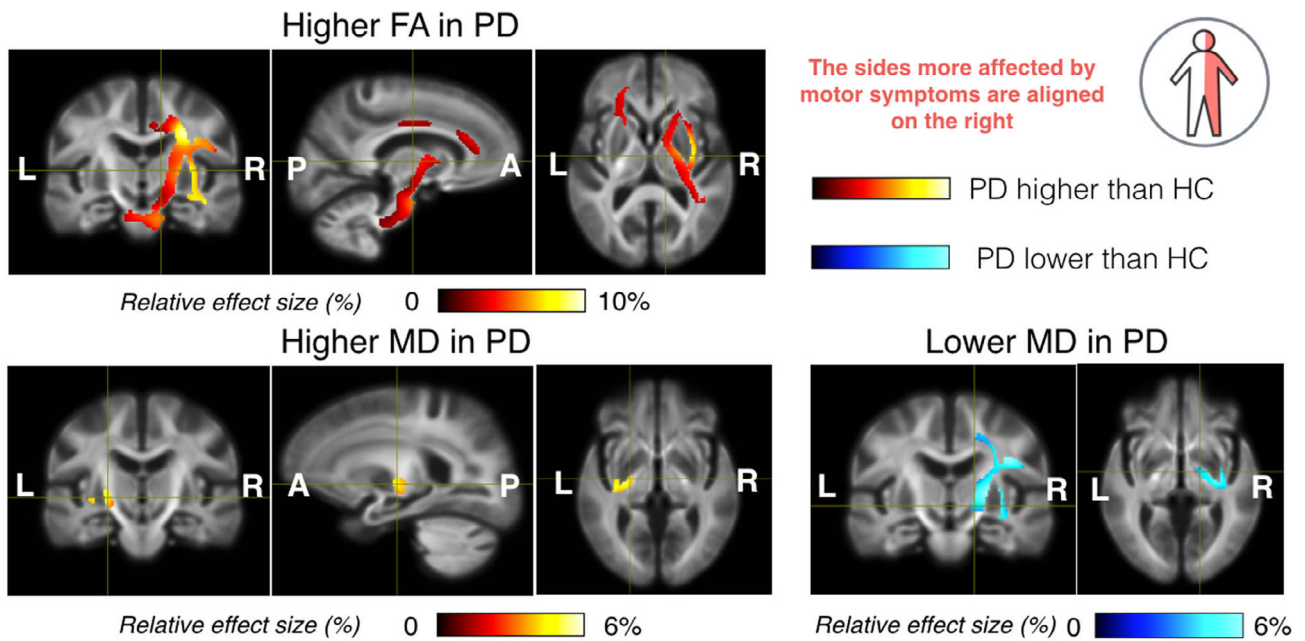 Higher FA in PD
The sides more affected by
motor symptoms are aligned
on the right
L R P A L R
PD higher than HC
PD lower than HC
Relative effect size (%) 0 10%
Higher MD in PD
Lower MD in PD
L R A P L R
L R L R
Relative effect size (%) 0 6%
Relative effect size (%) 0 6%